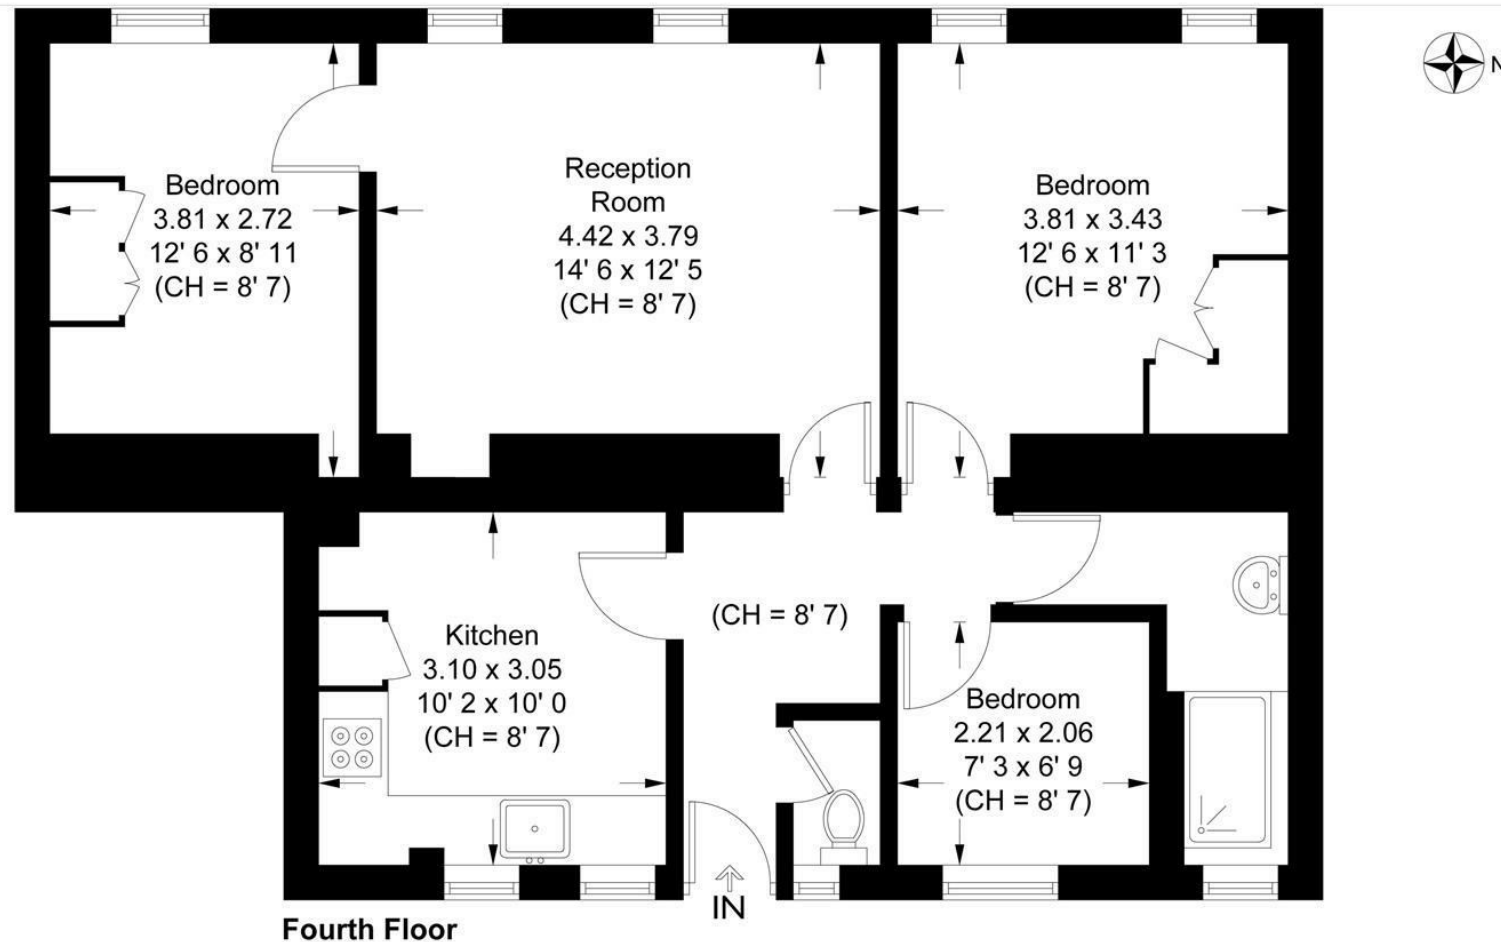 N
Bedroom
3.81 x 2.72
12' 6 x 8' 11
(CH = 8' 7)
Reception
Room
4.42 x 3.79
14' 6 x 12' 5
(CH = 8' 7)
Bedroom
3.81 x 3.43
12' 6 x 11' 3
(CH = 8' 7)
Kitchen
3.10 x 3.05
10' 2 x 10' 0
(CH = 8' 7)
(CH = 8' 7)
Bedroom
2.21 x 2.06
7' 3 x 6' 9
(CH = 8' 7)
IN
Fourth Floor